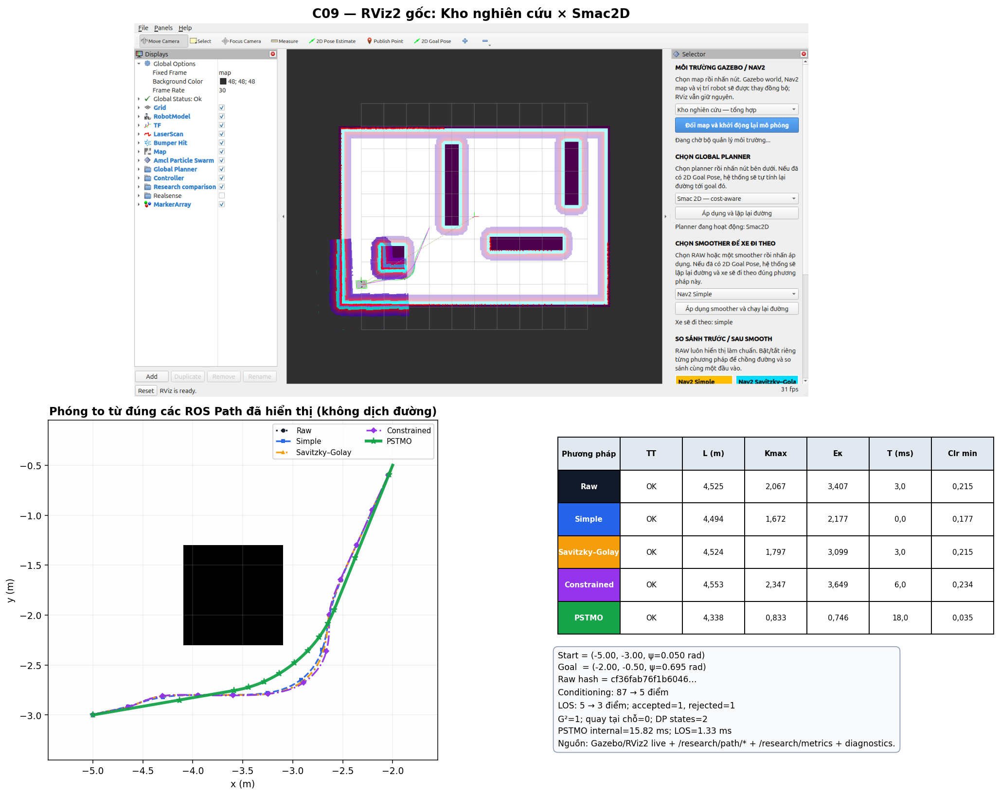 C09 — RViz2 gốc: Kho nghiên cứu × Smac2D
File Panels Help
Move Camera Select Focus Camera Measure 2D Pose Estimate Publish Point 2D Goal Pose
Displays
Global Options
Fixed Frame map
Background Color 48; 48; 48
Frame Rate 30
Global Status: Ok
Grid
RobotModel
TF
LaserScan
Bumper Hit
Map
Amcl Particle Swarm
Global Planner
Controller
Research comparison
Realsense
MarkerArray
Add Duplicate Remove Rename
Reset RViz is ready.
Selector
MÔI TRƯỜNG GAZEBO / NAV2
Chọn map rồi nhấn nút. Gazebo world, Nav2
map và vị trí robot sẽ được thay đồng bộ;
RViz vẫn giữ nguyên.
Kho nghiên cứu — tổng hợp
Đổi map và khởi động lại mô phỏng
Đang chờ bộ quản lý môi trường...
CHỌN GLOBAL PLANNER
Chọn planner rồi nhấn nút bên dưới. Nếu đã
có 2D Goal Pose, hệ thống sẽ tự tính lại
đường tới goal đó.
Smac 2D — cost-aware
Áp dụng và lập lại đường
Planner đang hoạt động: Smac2D
CHỌN SMOOTHER ĐỂ XE ĐI THEO
Chọn RAW hoặc một smoother rồi nhấn áp
dụng. Nếu đã có 2D Goal Pose, hệ thống sẽ
lập lại đường và xe sẽ đi theo đúng phương
pháp này.
Nav2 Simple
Áp dụng smoother và chạy lại đường
Xe sẽ đi theo: simple
SO SÁNH TRƯỚC / SAU SMOOTH
RAW luôn hiển thị làm chuẩn. Bật/tắt riêng
từng phương pháp để chồng đường và so
sánh cùng một đầu vào.
Nav2 Simple Nav2 Savitzky–Gola
31 fps
Phóng to từ đúng các ROS Path đã hiển thị (không dịch đường)
Raw
Simple
Savitzky–Golay
Constrained
PSTMO
−0.5
−1.0
−1.5
−2.0
−2.5
−3.0
y (m)
−5.0 −4.5 −4.0 −3.5 −3.0 −2.5 −2.0
x (m)
Phương pháp TT L (m) Kmax Eκ T (ms) Clr min
Raw OK 4,525 2,067 3,407 3,0 0,215
Simple OK 4,494 1,672 2,177 0,0 0,177
Savitzky–Golay OK 4,524 1,797 3,099 3,0 0,215
Constrained OK 4,553 2,347 3,649 6,0 0,234
PSTMO OK 4,338 0,833 0,746 18,0 0,035
Start = (-5.00, -3.00, ψ=0.050 rad)
Goal = (-2.00, -0.50, ψ=0.695 rad)
Raw hash = cf36fab76f1b6046…
Conditioning: 87 → 5 điểm
LOS: 5 → 3 điểm; accepted=1, rejected=1
G²=1; quay tại chỗ=0; DP states=2
PSTMO internal=15.82 ms; LOS=1.33 ms
Nguồn: Gazebo/RViz2 live + /research/path/* + /research/metrics + diagnostics.